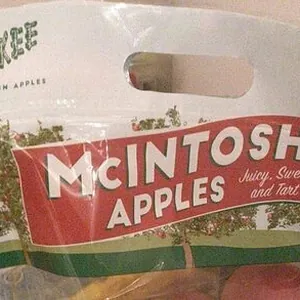 KEE
N APPLES
McINTOSH
APPLES
Juicy, Swe
and Tart